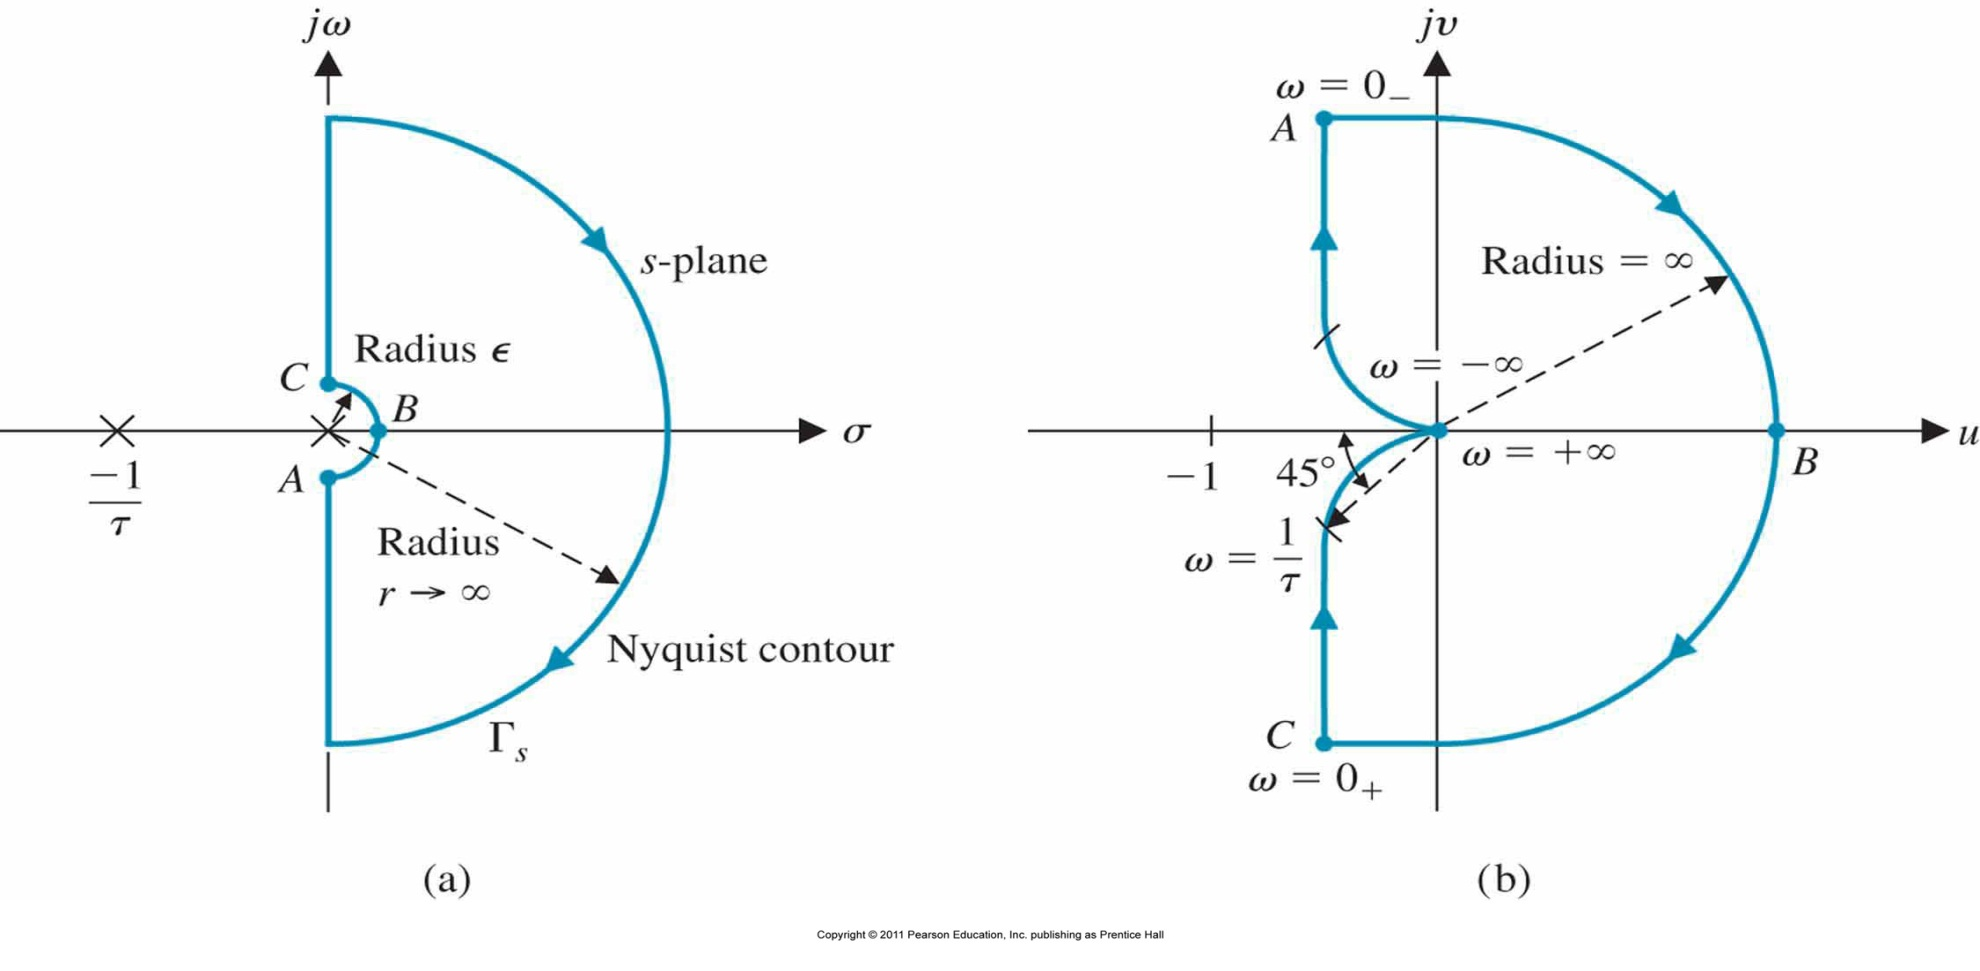 jω
s-plane
Radius ϵ
C
B
σ
A
−1
τ
Radius
r → ∞
Nyquist contour
Γs
(a)
jv
ω = 0−
A
Radius = ∞
ω = −∞
u
ω = +∞
B
−1
45°
ω = 1/τ
C
ω = 0+
(b)
Copyright © 2011 Pearson Education, Inc. publishing as Prentice Hall